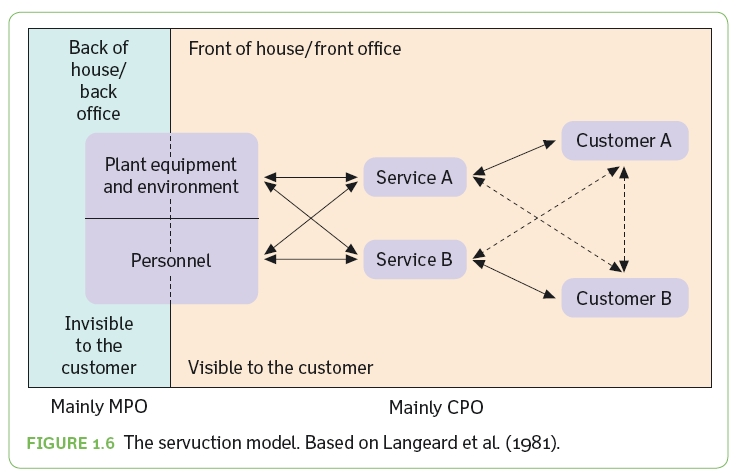 Back of
house/
back
office
Front of house/front office
Plant equipment
and environment
Personnel
Service A
Service B
Customer A
Customer B
Invisible
to the
customer
Visible to the customer
Mainly MPO
Mainly CPO
FIGURE 1.6 The servuction model. Based on Langeard et al. (1981).